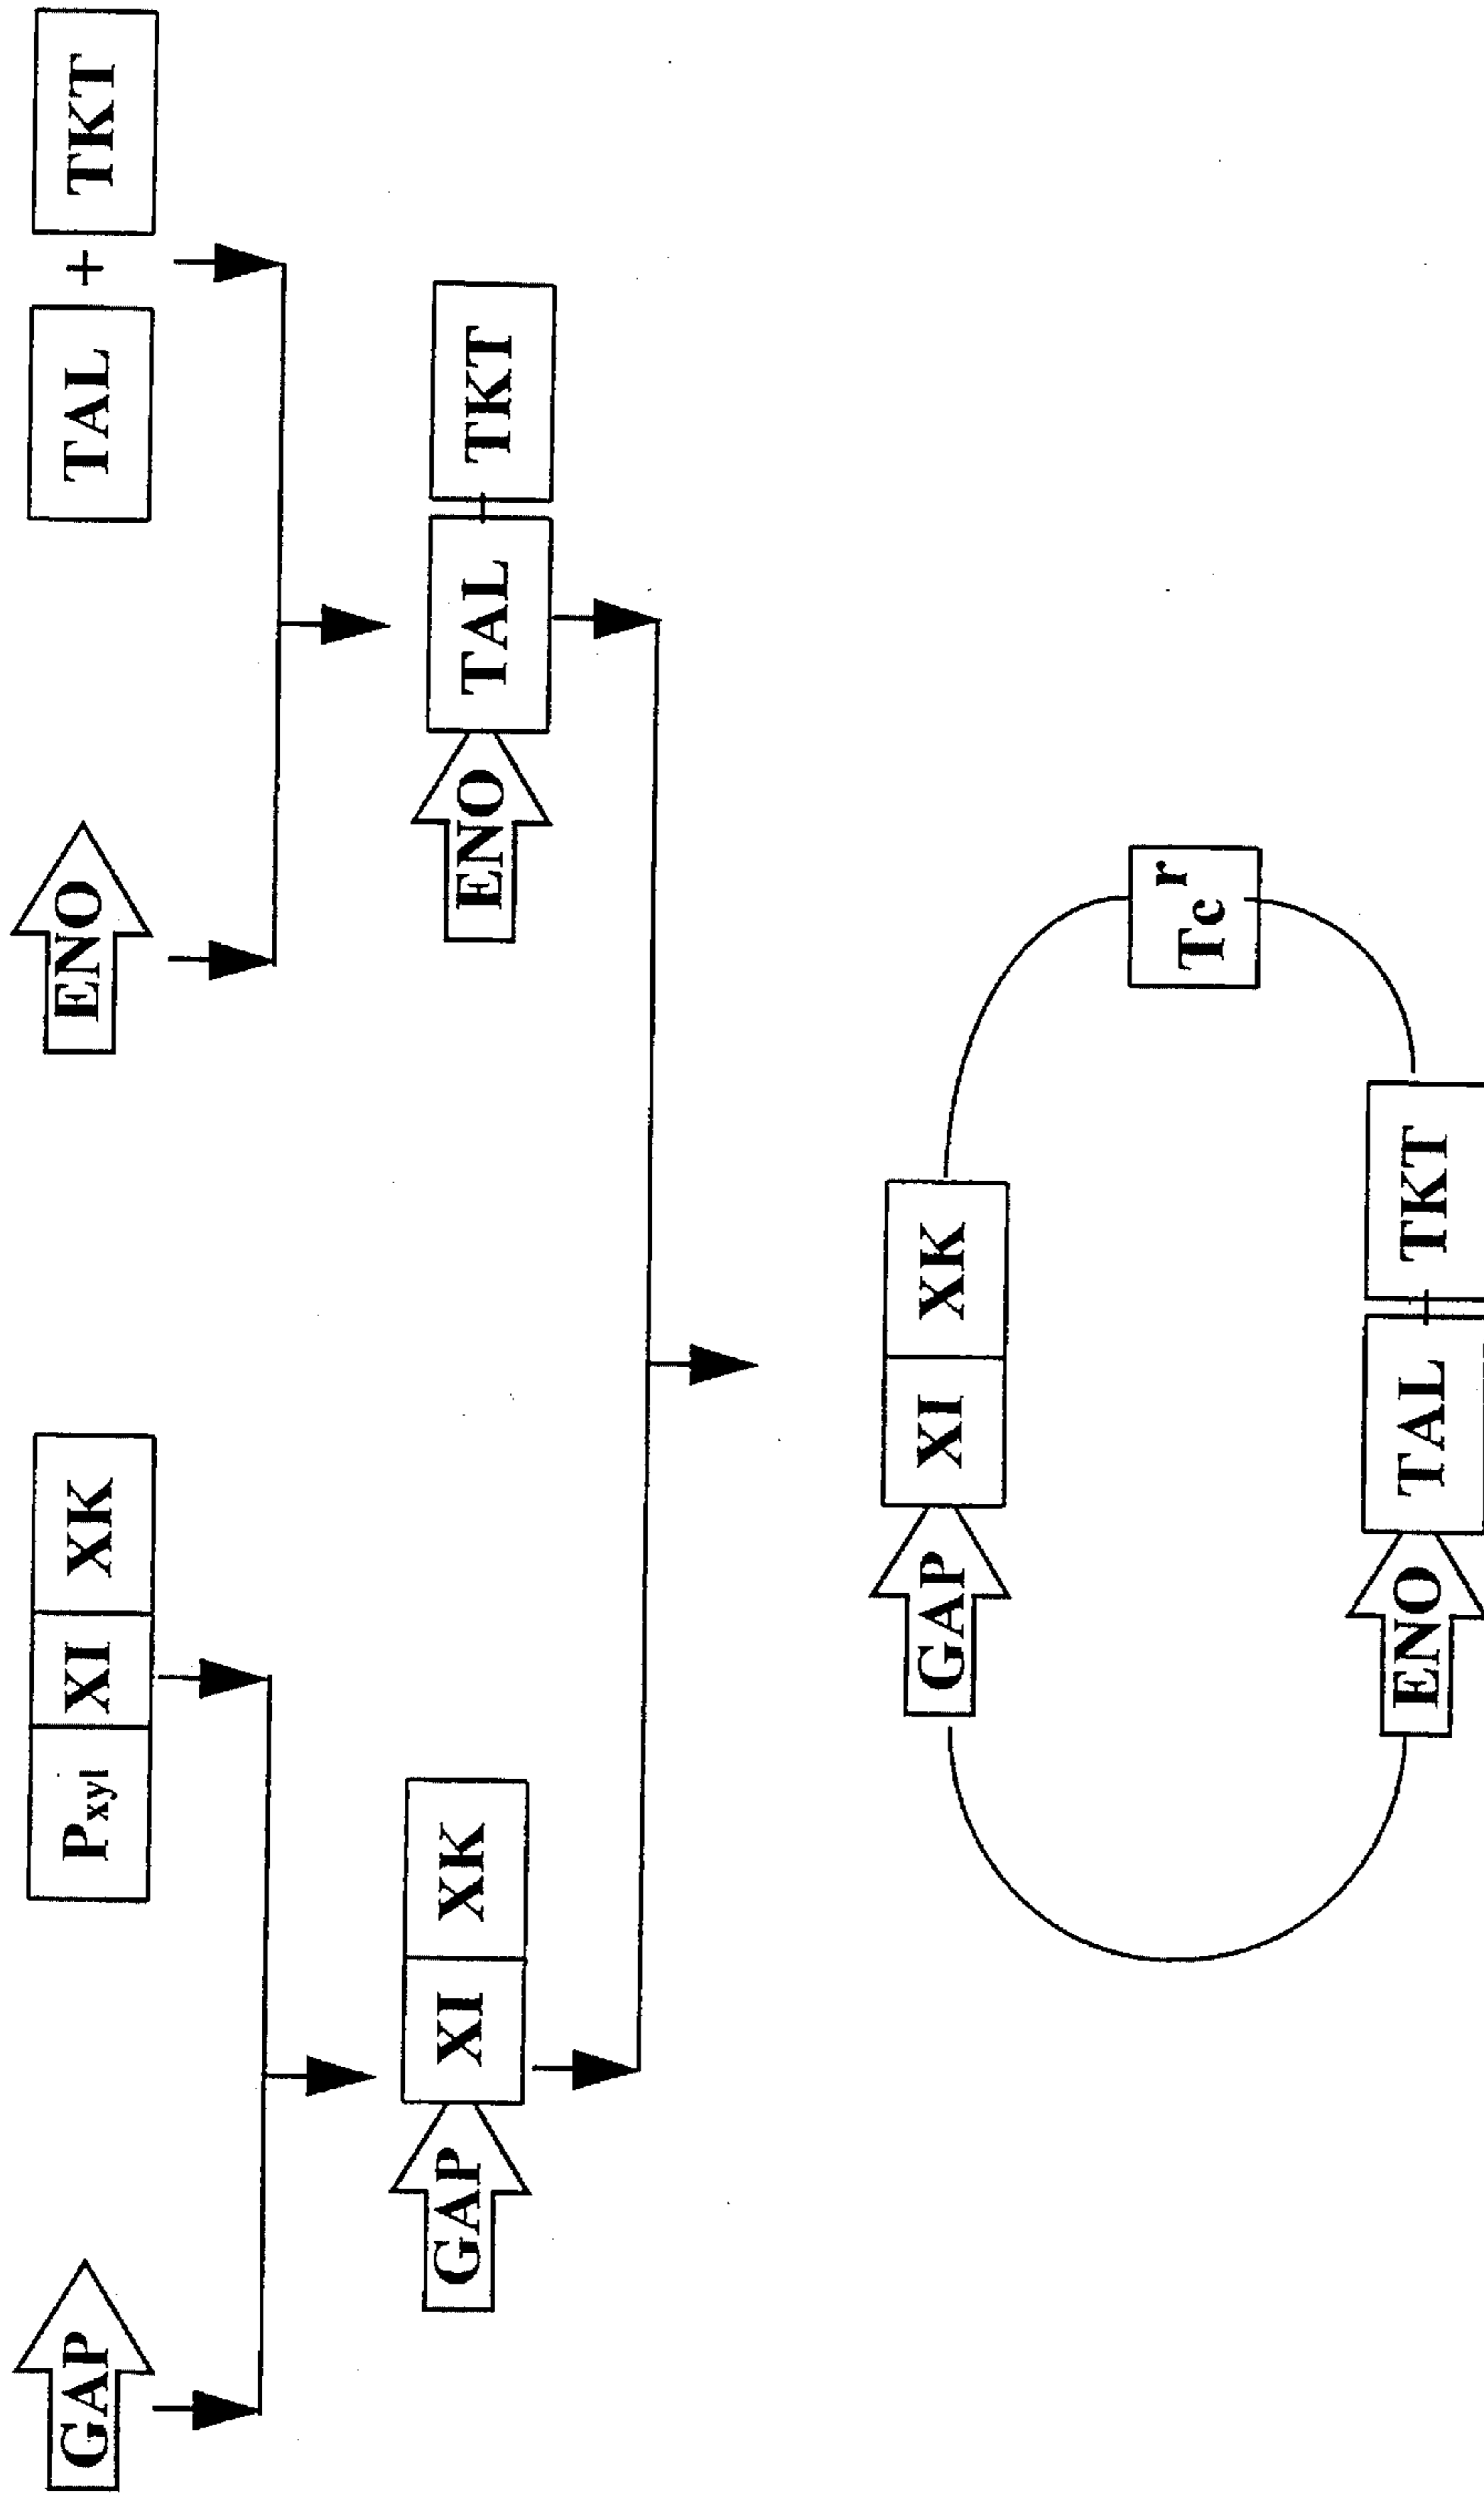 GAP
P_xyl XI XK
ENO
TAL + TKT
GAP XI XK
ENO TAL TKT
GAP XI XK
Tc^r
ENO TAL TKT